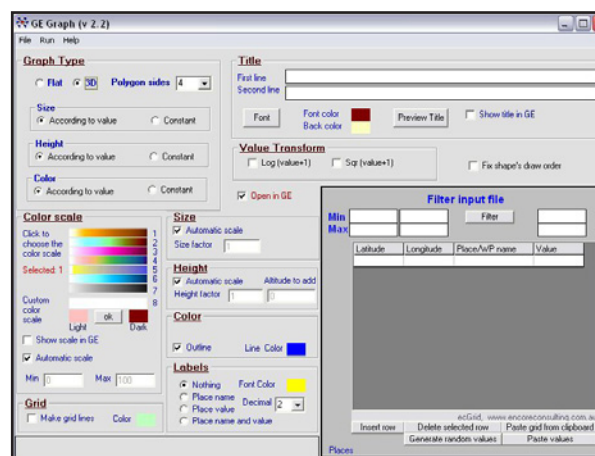 GE Graph (v 2.2)
File Run Help
Graph Type
Flat 3D Polygon sides 4
Size
According to value Constant
Height
According to value Constant
Color
According to value Constant
Title
First line
Second line
Font
Font color
Back color
Preview Title
Show title in GE
Value Transform
Log (value+1) Sqr (value+1)
Fix shape's draw order
Open in GE
Color scale
Click to choose the color scale
Selected: 1
1
2
3
4
5
6
7
8
Custom color scale
Light ok Dark
Show scale in GE
Automatic scale
Min 0 Max 100
Grid
Make grid lines Color
Size
Automatic scale
Size factor 1
Height
Automatic scale Altitude to add
Height factor 1 0
Color
Outline Line Color
Labels
Nothing Font Color
Place name Decimal 2
Place value
Place name and value
Filter input file
Min Filter
Max
Latitude Longitude Place/WP name Value
ecGrid, www.encoreconsulting.com.au
Insert row Delete selected row Paste grid from clipboard
Generate random values Paste values
Places